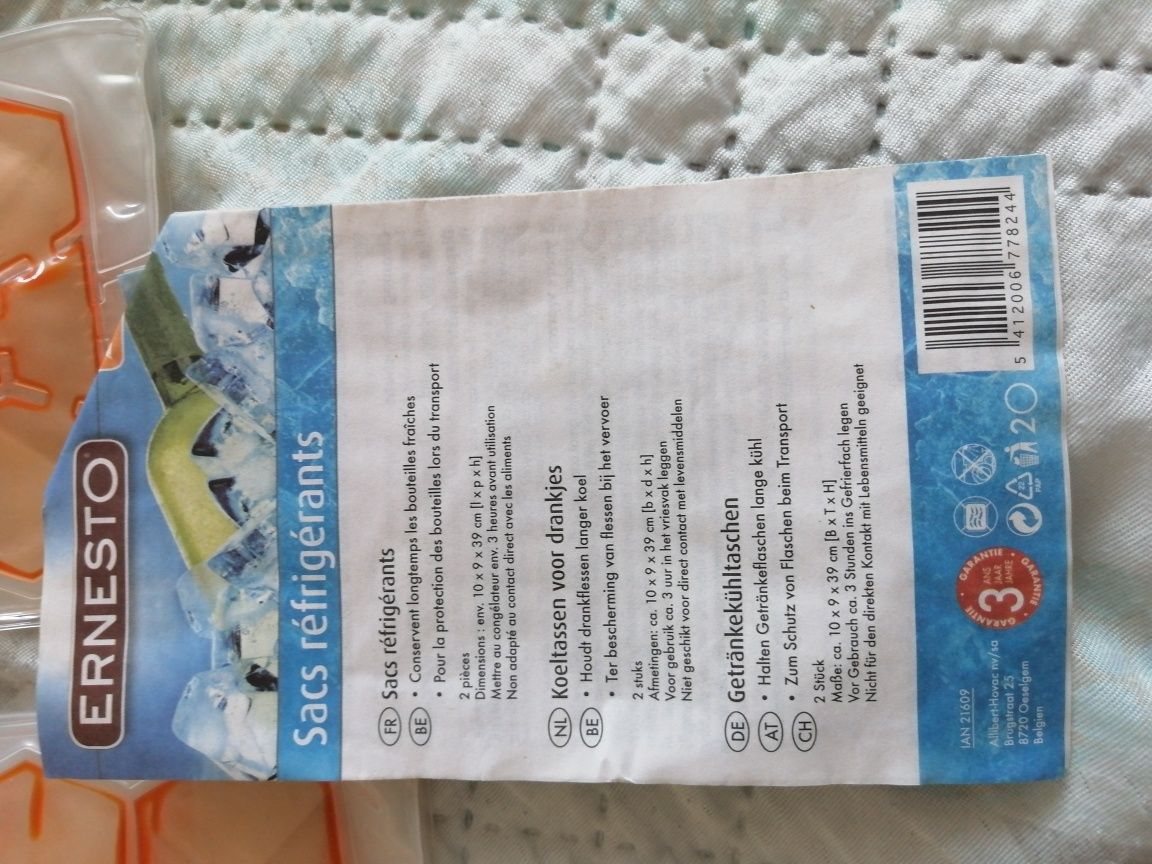 ERNESTO
Sacs réfrigérants
FR Sacs réfrigérants
BE • Conservent longtemps les bouteilles fraîches
• Pour la protection des bouteilles lors du transport
2 pièces
Dimensions : env. 10 x 9 x 39 cm [l x p x h]
Mettre au congélateur env. 3 heures avant utilisation
Non adapté au contact direct avec les aliments
NL Koeltassen voor drankjes
BE • Houdt drankflessen langer koel
• Ter bescherming van flessen bij het vervoer
2 stuks
Afmetingen: ca. 10 x 9 x 39 cm [b x d x h]
Voor gebruik ca. 3 uur in het vriesvak leggen
Niet geschikt voor direct contact met levensmiddelen
DE Getränkekühltaschen
AT • Halten Getränkeflaschen lange kühl
CH • Zum Schutz von Flaschen beim Transport
2 Stück
Maße: ca. 10 x 9 x 39 cm [B x T x H]
Vor Gebrauch ca. 3 Stunden ins Gefrierfach legen
Nicht für den direkten Kontakt mit Lebensmitteln geeignet
IAN 21609
Allibert-Hovac nv/sa
Brugstraat 25
8720 Oeselgem
Belgien
• GARANTIE • GARANTIE • GARANTIE
3 ANS
JAAR
JAHRE
22
PAP
2
5 412006 778244